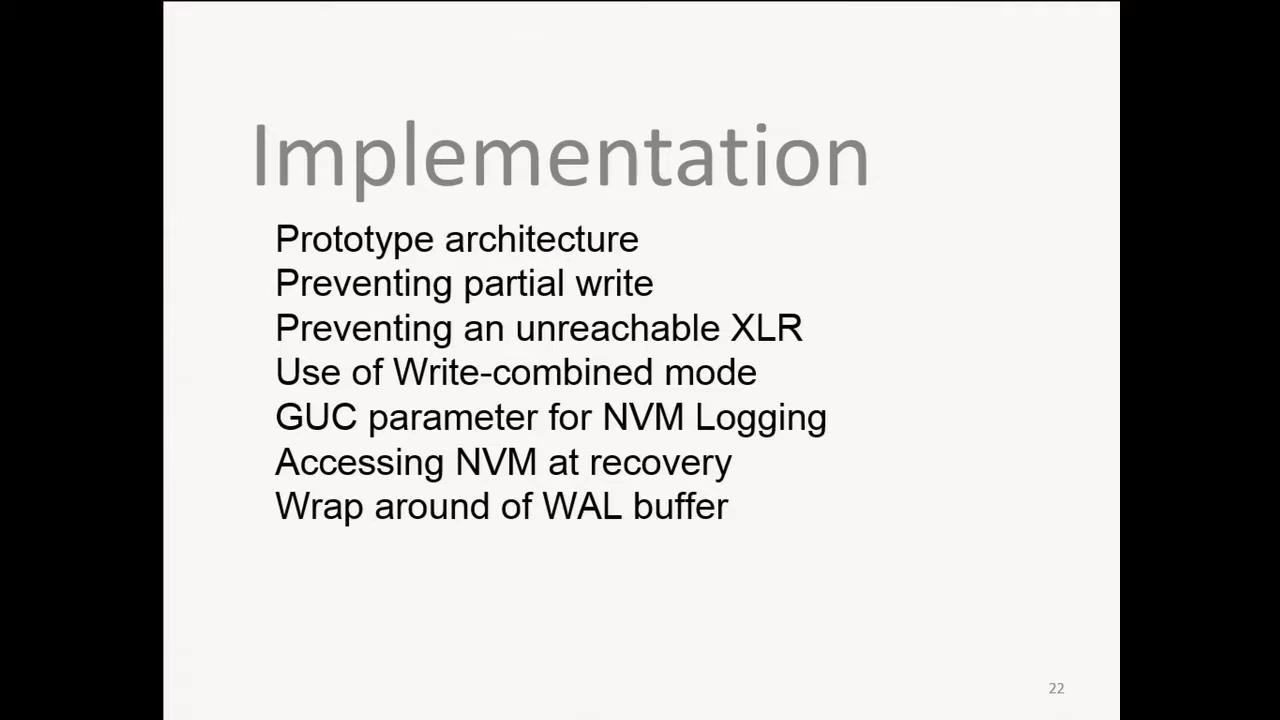 Implementation
Prototype architecture
Preventing partial write
Preventing an unreachable XLR
Use of Write-combined mode
GUC parameter for NVM Logging
Accessing NVM at recovery
Wrap around of WAL buffer
22